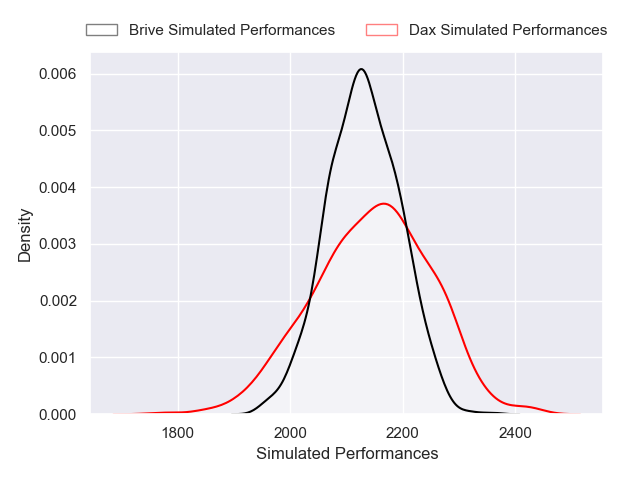 Brive Simulated Performances
Dax Simulated Performances
0.006
0.005
0.004
0.003
0.002
0.001
0.000
Density
1800
2000
2200
2400
Simulated Performances